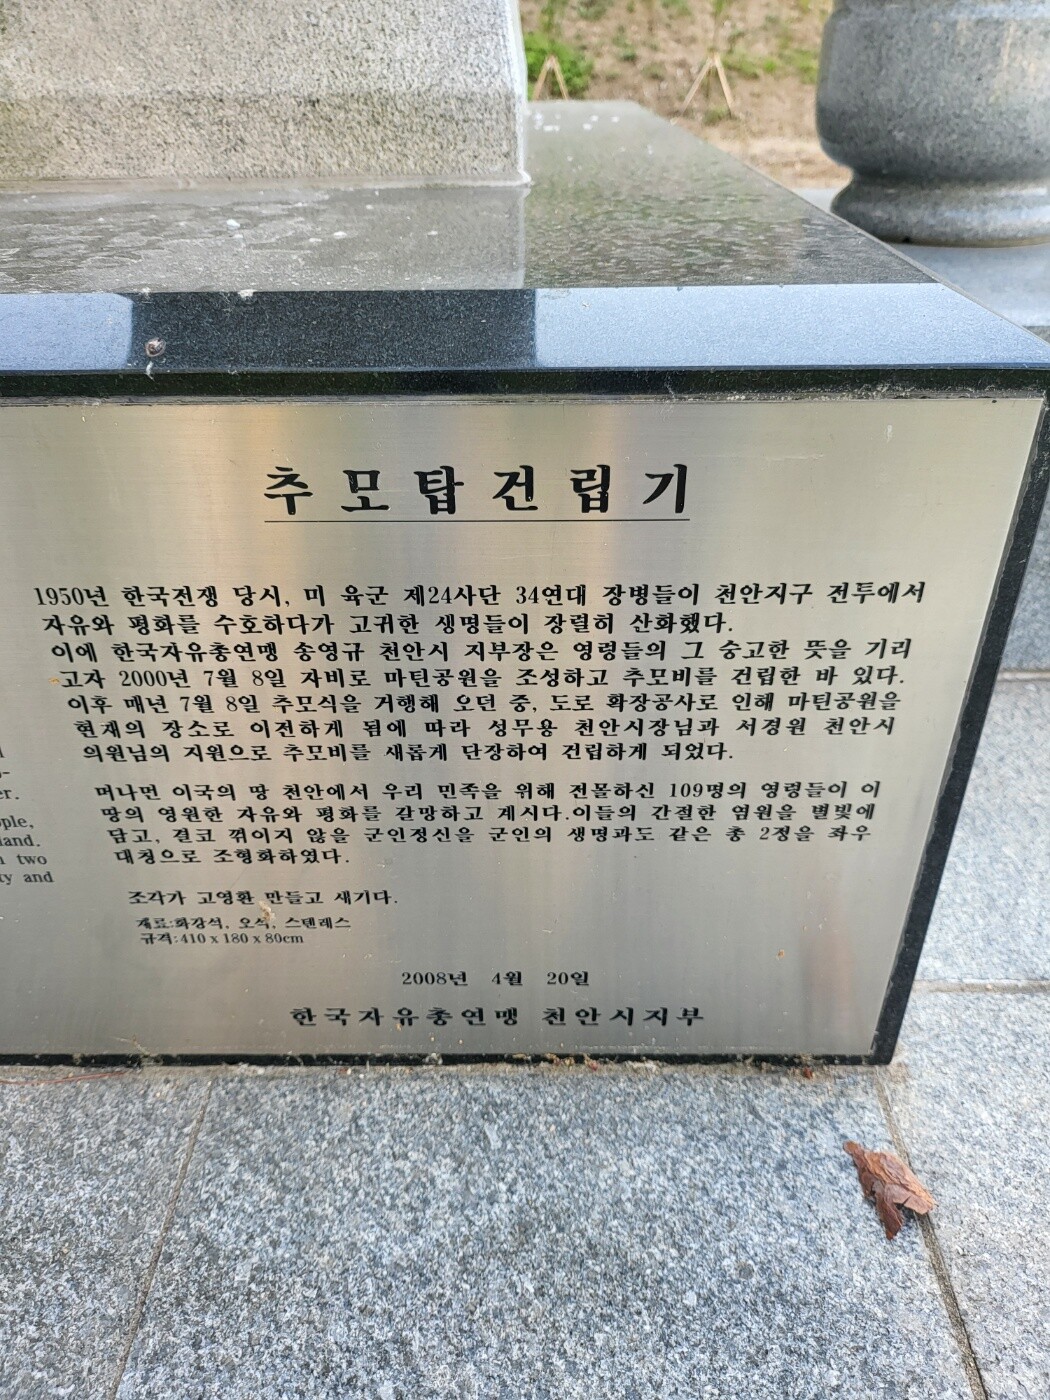 추모탑건립기
1950년 한국전쟁 당시, 미 육군 제24사단 34연대 장병들이 천안지구 전투에서
자유와 평화를 수호하다가 고귀한 생명들이 장렬히 산화했다.
이에 한국자유총연맹 송영규 천안시 지부장은 영령들의 그 숭고한 뜻을 기리
고자 2000년 7월 8일 자비로 마틴공원을 조성하고 추모비를 건립한 바 있다.
이후 매년 7월 8일 추모식을 거행해 오던 중, 도로 확장공사로 인해 마틴공원을
현재의 장소로 이전하게 됨에 따라 성무용 천안시장님과 서경원 천안시
의원님의 지원으로 추모비를 새롭게 단장하여 건립하게 되었다.
머나먼 이국의 땅 천안에서 우리 민족을 위해 전몰하신 109명의 영령들이 이
땅의 영원한 자유와 평화를 갈망하고 계시다.이들의 간절한 염원을 별빛에
담고, 결코 꺾이지 않을 군인정신을 군인의 생명과도 같은 총 2정을 좌우
대칭으로 조형화하였다.
조각가 고영환 만들고 새기다.
재료:화강석, 오석, 스텐레스
규격:410 x 180 x 80cm
2008년 4월 20일
한국자유총연맹 천안시지부
er.
ple,
land.
two
ty and